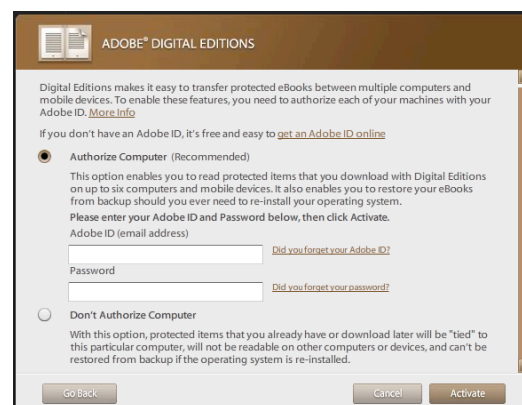 ADOBE® DIGITAL EDITIONS
Digital Editions makes it easy to transfer protected eBooks between multiple computers and
mobile devices. To enable these features, you need to authorize each of your machines with your
Adobe ID. More Info
If you don't have an Adobe ID, it's free and easy to get an Adobe ID online
Authorize Computer (Recommended)
This option enables you to read protected items that you download with Digital Editions
on up to six computers and mobile devices. It also enables you to restore your eBooks
from backup should you ever need to re-install your operating system.
Please enter your Adobe ID and Password below, then click Activate.
Adobe ID (email address)
Did you forget your Adobe ID?
Password
Did you forget your password?
Don't Authorize Computer
With this option, protected items that you already have or download later will be "tied" to
this particular computer, will not be readable on other computers or devices, and can't be
restored from backup if the operating system is re-installed.
Go Back
Cancel
Activate